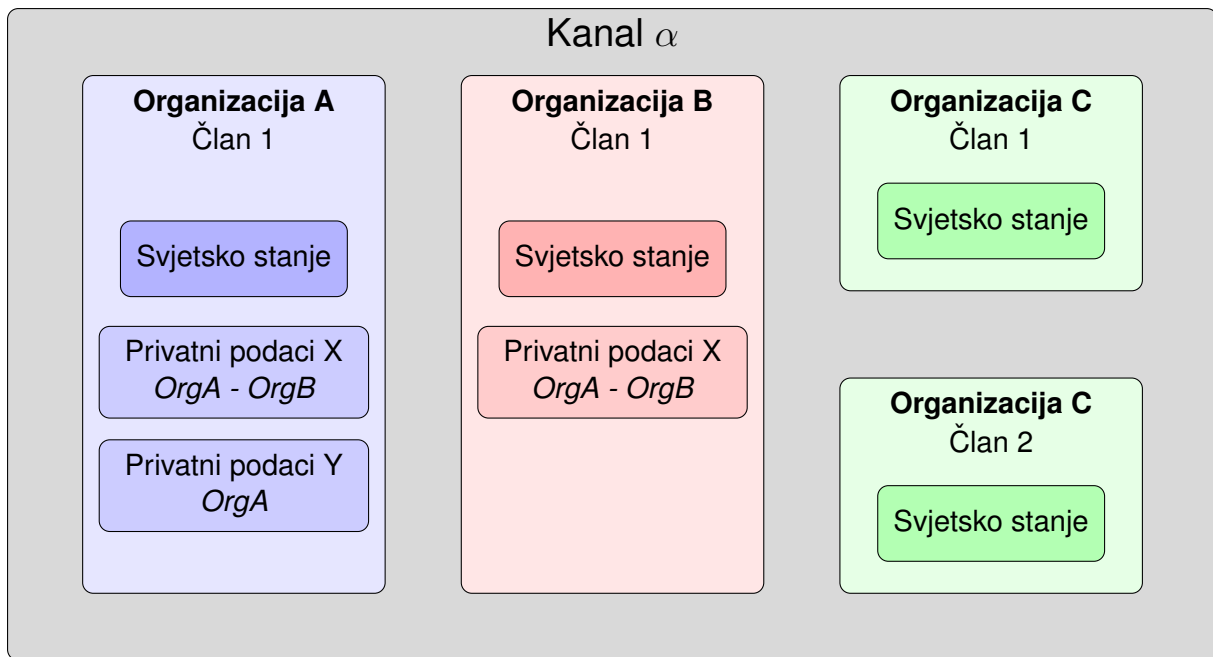 Kanal α
Organizacija A
Član 1
Svjetsko stanje
Privatni podaci X
OrgA - OrgB
Privatni podaci Y
OrgA
Organizacija B
Član 1
Svjetsko stanje
Privatni podaci X
OrgA - OrgB
Organizacija C
Član 1
Svjetsko stanje
Organizacija C
Član 2
Svjetsko stanje